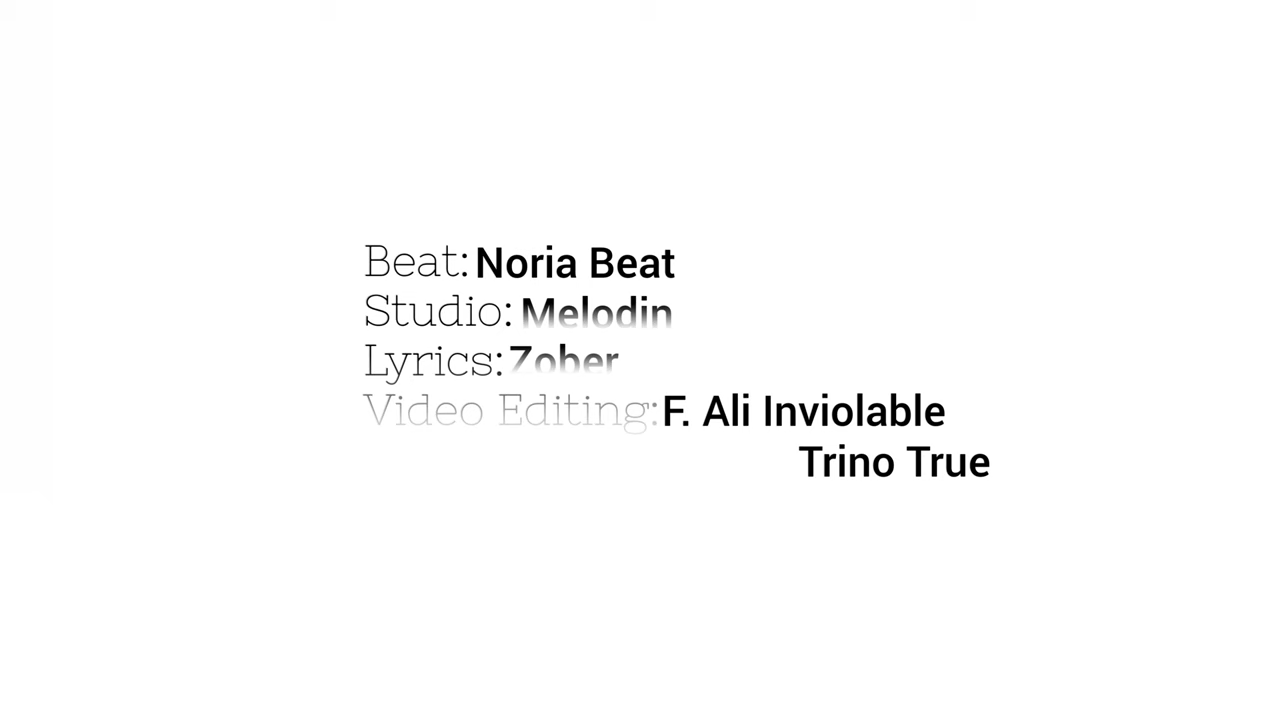 Beat: Noria Beat
Studio: Melodin
Lyrics: Zober
Video Editing: F. Ali Inviolable
Trino True